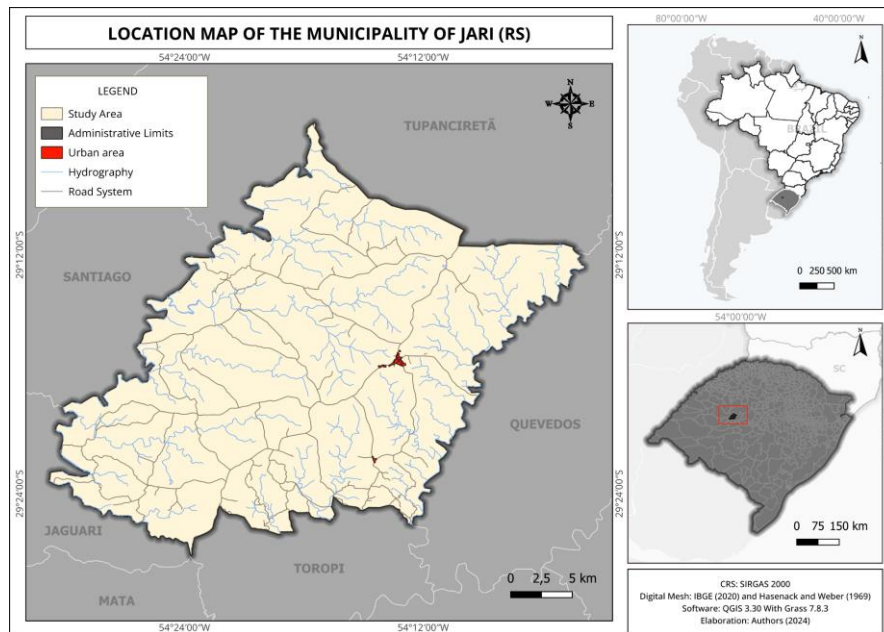 LOCATION MAP OF THE MUNICIPALITY OF JARI (RS)
54°24'00"W 54°12'00"W
LEGEND
Study Area
Administrative Limits
Urban area
Hydrography
Road System
N
W E
S
TUPANCIRETÃ
SANTIAGO
QUEVEDOS
JAGUARI
TOROPI
MATA
29°12'00"S
29°24'00"S
29°12'00"S
29°24'00"S
0 2,5 5 km
54°24'00"W 54°12'00"W
80°00'00"W 40°00'00"W
N
BRAZIL
0 250 500 km
54°00'00"W
N
SC
0 75 150 km
CRS: SIRGAS 2000
Digital Mesh: IBGE (2020) and Hasenack and Weber (1969)
Software: QGIS 3.30 With Grass 7.8.3
Elaboration: Authors (2024)